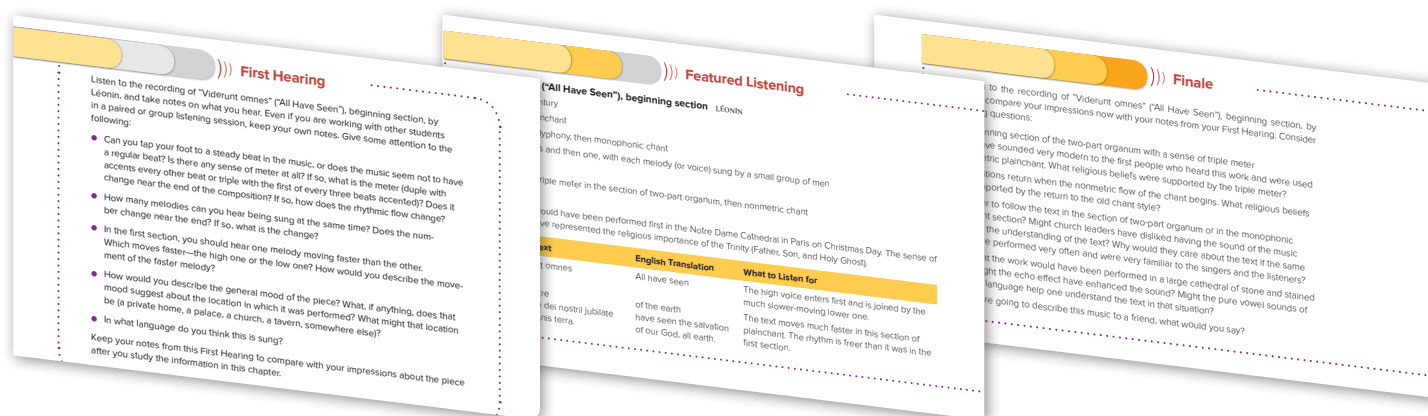 First Hearing
Listen to the recording of "Viderunt omnes" ("All Have Seen"), beginning section, by
Léonin, and take notes on what you hear. Even if you are working with other students
in a paired or group listening session, keep your own notes. Give some attention to the
following:
● Can you tap your foot to a steady beat in the music, or does the music seem not to have
a regular beat? Is there any sense of meter at all? If so, what is the meter (duple with
accents every other beat or triple with the first of every three beats accented)? Does it
change near the end of the composition? If so, how does the rhythmic flow change?
● How many melodies can you hear being sung at the same time? Does the num-
ber change near the end? If so, what is the change?
● In the first section, you should hear one melody moving faster than the other.
Which moves faster—the high one or the low one? How would you describe the move-
ment of the faster melody?
● How would you describe the general mood of the piece? What, if anything, does that
mood suggest about the location in which it was performed? What might that location
be (a private home, a palace, a church, a tavern, somewhere else)?
● In what language do you think this is sung?
Keep your notes from this First Hearing to compare with your impressions about the piece
after you study the information in this chapter.
Featured Listening
("All Have Seen"), beginning section LÉONIN
ntury
nchant
lyphony, then monophonic chant
s and then one, with each melody (or voice) sung by a small group of men
triple meter in the section of two-part organum, then nonmetric chant
ould have been performed first in the Notre Dame Cathedral in Paris on Christmas Day. The sense of
ve represented the religious importance of the Trinity (Father, Son, and Holy Ghost).
ext English Translation What to Listen for
t omnes All have seen The high voice enters first and is joined by the
much slower-moving lower one.
re of the earth The text moves much faster in this section of
dei nostril jubilate have seen the salvation plainchant. The rhythm is freer than it was in the
nis terra. of our God, all earth. first section.
Finale
to the recording of "Viderunt omnes" ("All Have Seen"), beginning section, by
compare your impressions now with your notes from your First Hearing. Consider
g questions:
nning section of the two-part organum with a sense of triple meter
ve sounded very modern to the first people who heard this work and were used
etric plainchant. What religious beliefs were supported by the triple meter?
tions return when the nonmetric flow of the chant begins. What religious beliefs
pported by the return to the old chant style?
er to follow the text in the section of two-part organum or in the monophonic
nt section? Might church leaders have disliked having the sound of the music
the understanding of the text? Why would they care about the text if the same
e performed very often and were very familiar to the singers and the listeners?
at the work would have been performed in a large cathedral of stone and stained
ght the echo effect have enhanced the sound? Might the pure vowel sounds of
language help one understand the text in that situation?
re going to describe this music to a friend, what would you say?